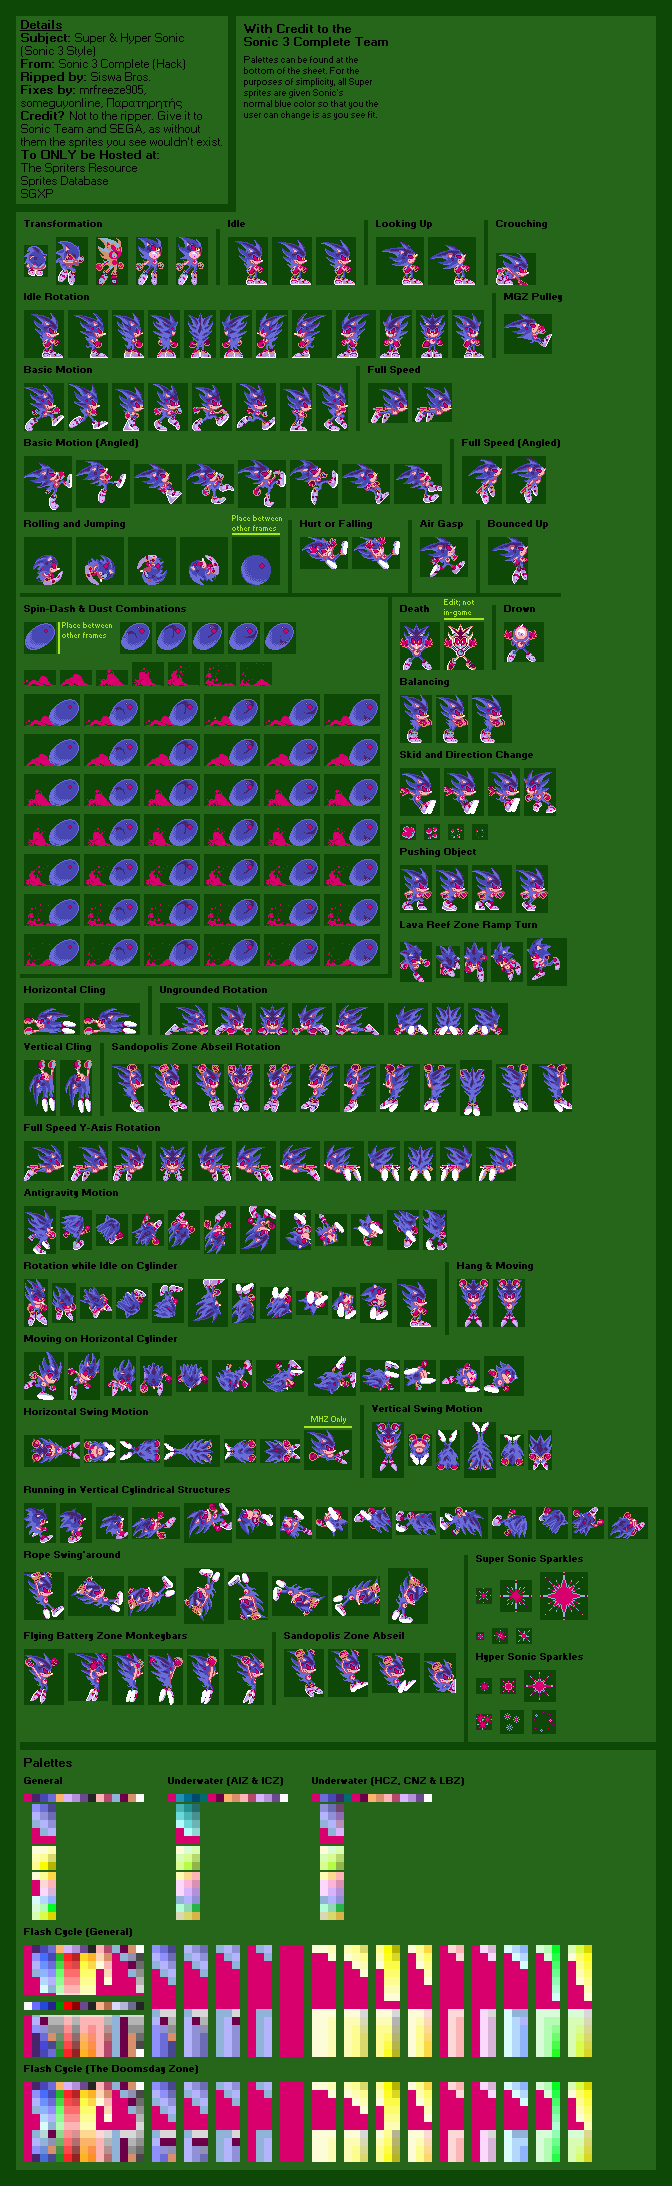 Details
Subject: Super & Hyper Sonic
(Sonic 3 Style)
From: Sonic 3 Complete (Hack)
Ripped by: Siswa Bros.
Fixes by: mrfreeze905,
someguyonline, Παρατηρητής
Credit? Not to the ripper. Give it to
Sonic Team and SEGA, as without
them the sprites you see wouldn't exist.
To ONLY be Hosted at:
The Spriters Resource
Sprites Database
SGXP
With Credit to the
Sonic 3 Complete Team
Palettes can be found at the
bottom of the sheet. For the
purposes of simplicity, all Super
sprites are given Sonic's
normal blue color so that you the
user can change is as you see fit.
Transformation
Idle
Looking Up
Crouching
Idle Rotation
MGZ Pulley
Basic Motion
Full Speed
Basic Motion (Angled)
Full Speed (Angled)
Rolling and Jumping
Place between
other frames
Hurt or Falling
Air Gasp
Bounced Up
Spin-Dash & Dust Combinations
Place between
other frames
Death
Edit; not
in-game
Drown
Balancing
Skid and Direction Change
Pushing Object
Lava Reef Zone Ramp Turn
Horizontal Cling
Ungrounded Rotation
Vertical Cling
Sandopolis Zone Abseil Rotation
Full Speed Y-Axis Rotation
Antigravity Motion
Rotation while Idle on Cylinder
Hang & Moving
Moving on Horizontal Cylinder
Horizontal Swing Motion
MHZ Only
Vertical Swing Motion
Running in Vertical Cylindrical Structures
Rope Swing'around
Super Sonic Sparkles
Flying Battery Zone Monkeybars
Sandopolis Zone Abseil
Hyper Sonic Sparkles
Palettes
General
Underwater (AIZ & ICZ)
Underwater (HCZ, CNZ & LBZ)
Flash Cycle (General)
Flash Cycle (The Doomsday Zone)